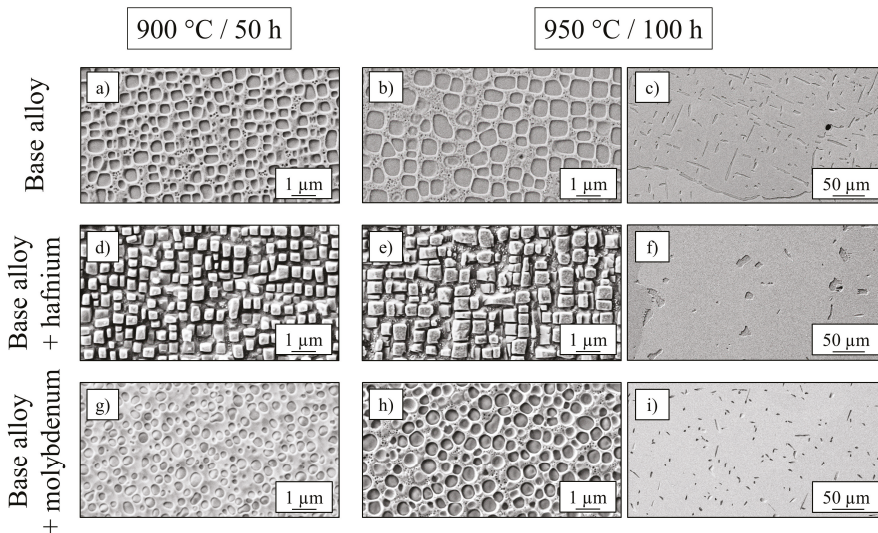 900 °C / 50 h
950 °C / 100 h
Base alloy
a)
1 µm
b)
1 µm
c)
50 µm
Base alloy
+ hafnium
d)
1 µm
e)
1 µm
f)
50 µm
Base alloy
+ molybdenum
g)
1 µm
h)
1 µm
i)
50 µm